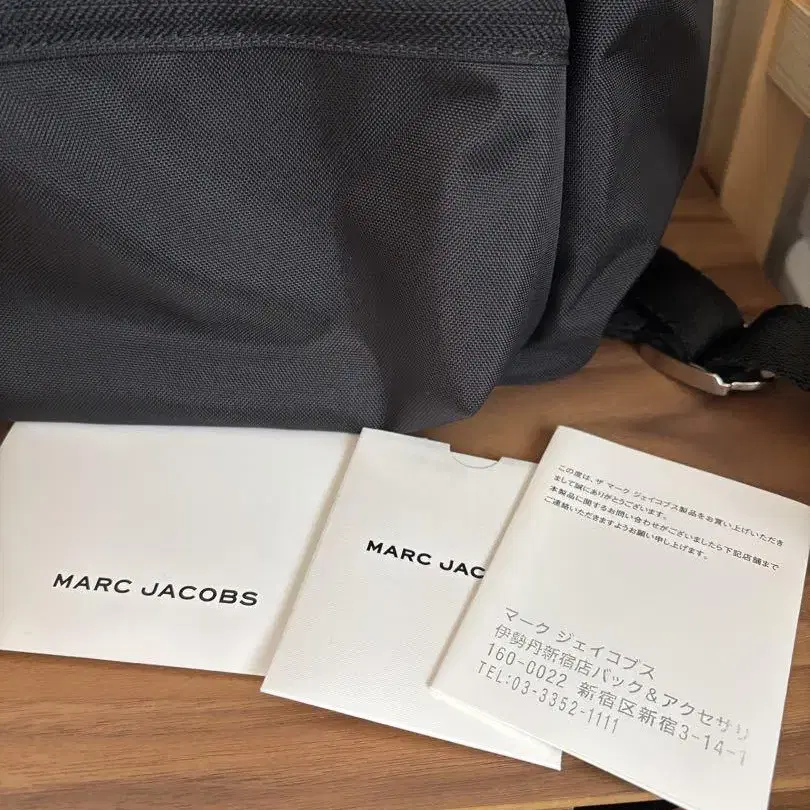 MARC JACOBS
MARC JAC
この度は、ザ マーク ジェイコブス製品をお買い上げいただき
まして誠にありがとうございます。
本製品に関するお問い合わせがございましたら下記店舗まで
ご連絡いただきますようお願い申し上げます。
マーク ジェイコブス
伊勢丹新宿店バック&アクセサリ
160-0022 新宿区新宿3-14-1
TEL:03-3352-1111